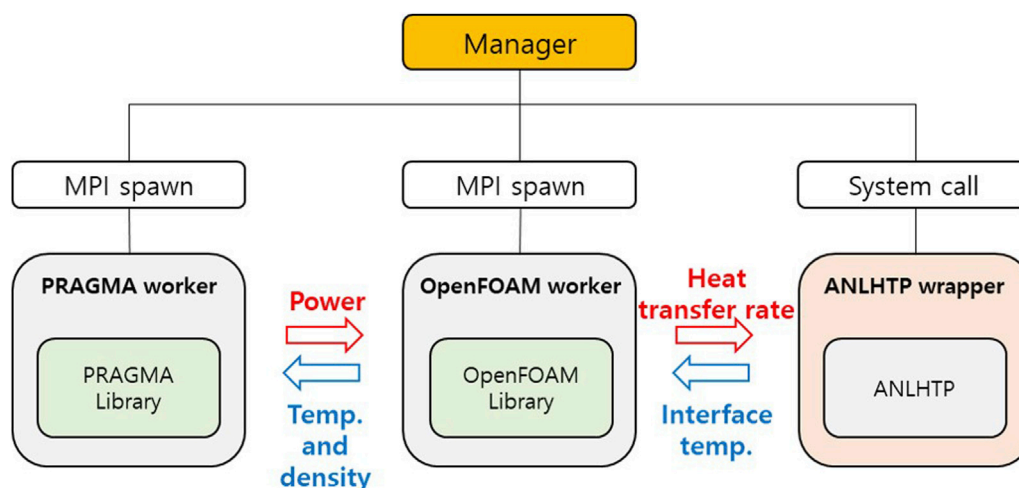 Manager
MPI spawn
MPI spawn
System call
PRAGMA worker
OpenFOAM worker
ANLHTP wrapper
Power
Heat
transfer rate
PRAGMA
Library
OpenFOAM
Library
ANLHTP
Temp.
and
density
Interface
temp.